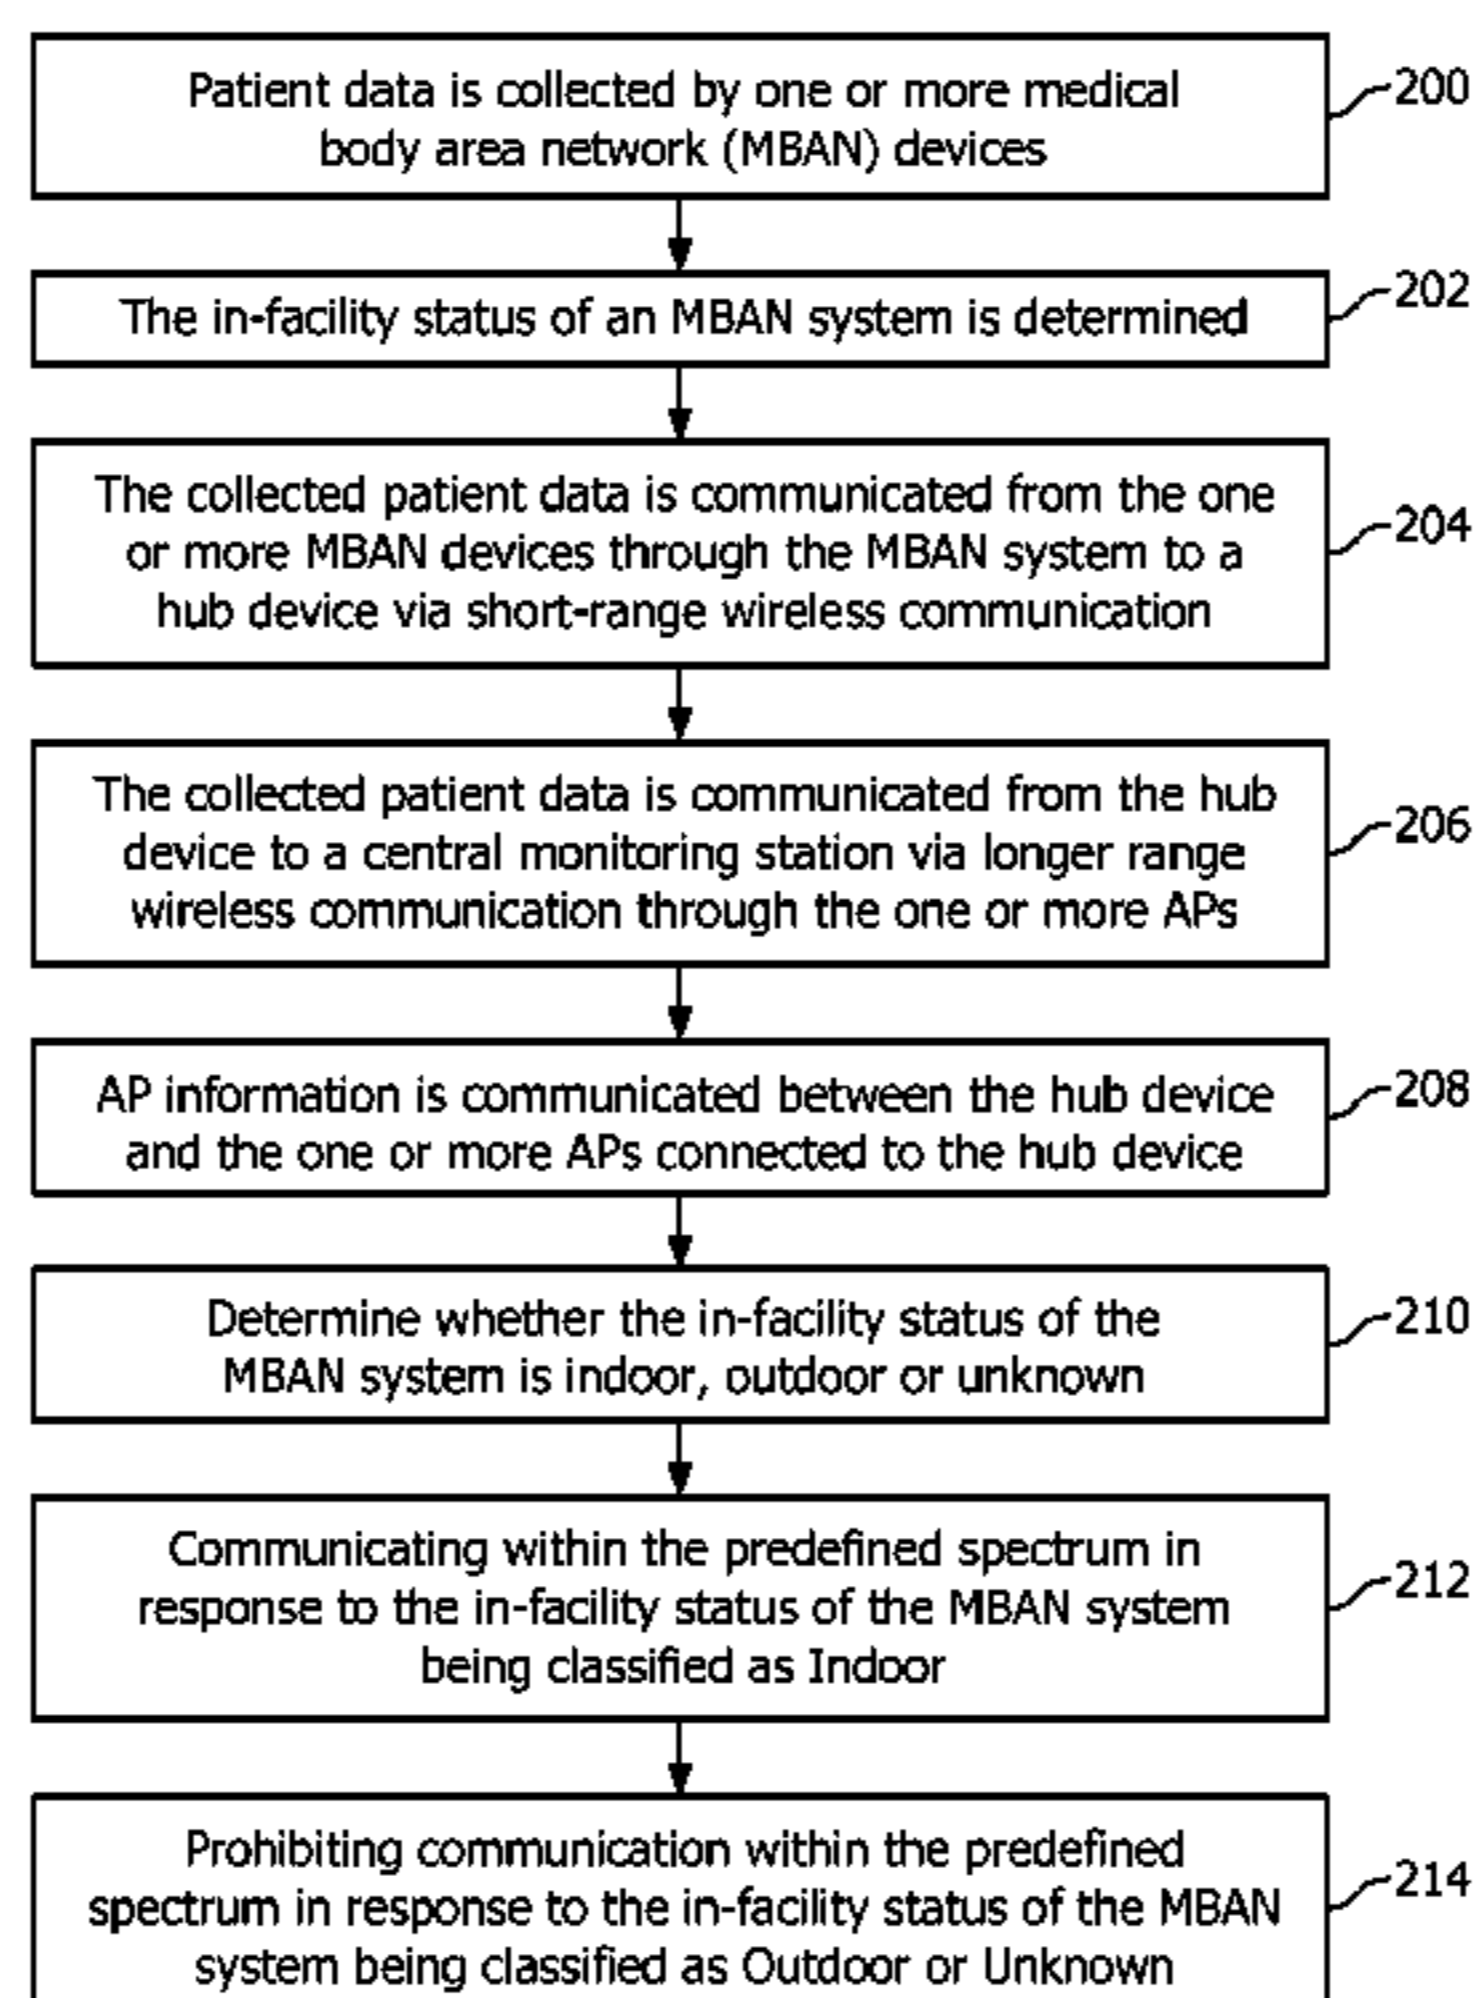 Patient data is collected by one or more medical
body area network (MBAN) devices
200
The in-facility status of an MBAN system is determined
202
The collected patient data is communicated from the one
or more MBAN devices through the MBAN system to a
hub device via short-range wireless communication
204
The collected patient data is communicated from the hub
device to a central monitoring station via longer range
wireless communication through the one or more APs
206
AP information is communicated between the hub device
and the one or more APs connected to the hub device
208
Determine whether the in-facility status of the
MBAN system is indoor, outdoor or unknown
210
Communicating within the predefined spectrum in
response to the in-facility status of the MBAN system
being classified as Indoor
212
Prohibiting communication within the predefined
spectrum in response to the in-facility status of the MBAN
system being classified as Outdoor or Unknown
214